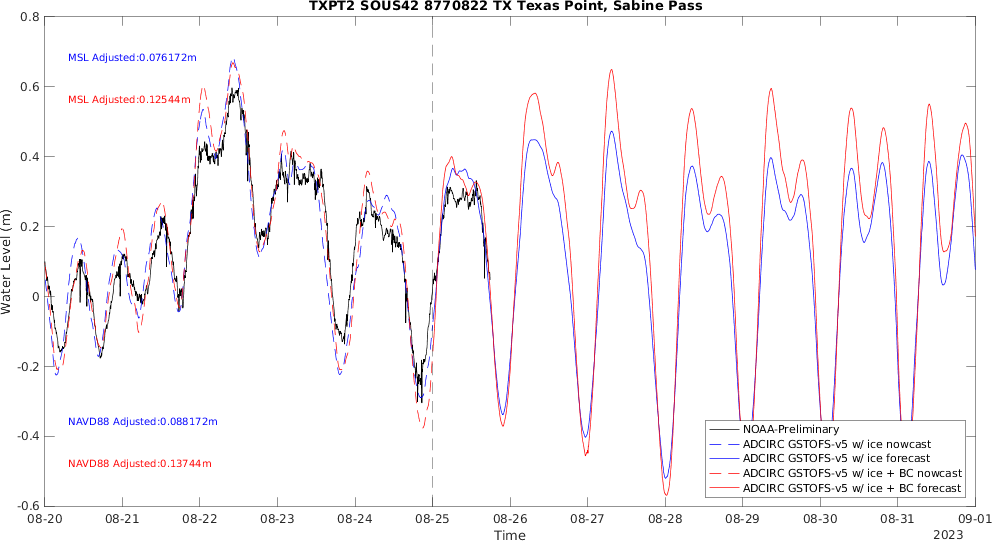 TXPT2 SOUS42 8770822 TX Texas Point, Sabine Pass
0.8
0.6
0.4
0.2
0
-0.2
-0.4
-0.6
Water Level (m)
MSL Adjusted:0.076172m
MSL Adjusted:0.12544m
NAVD88 Adjusted:0.088172m
NAVD88 Adjusted:0.13744m
NOAA-Preliminary
ADCIRC GSTOFS-v5 w/ ice nowcast
ADCIRC GSTOFS-v5 w/ ice forecast
ADCIRC GSTOFS-v5 w/ ice + BC nowcast
ADCIRC GSTOFS-v5 w/ ice + BC forecast
08-20 08-21 08-22 08-23 08-24 08-25 08-26 08-27 08-28 08-29 08-30 08-31 09-01
Time
2023